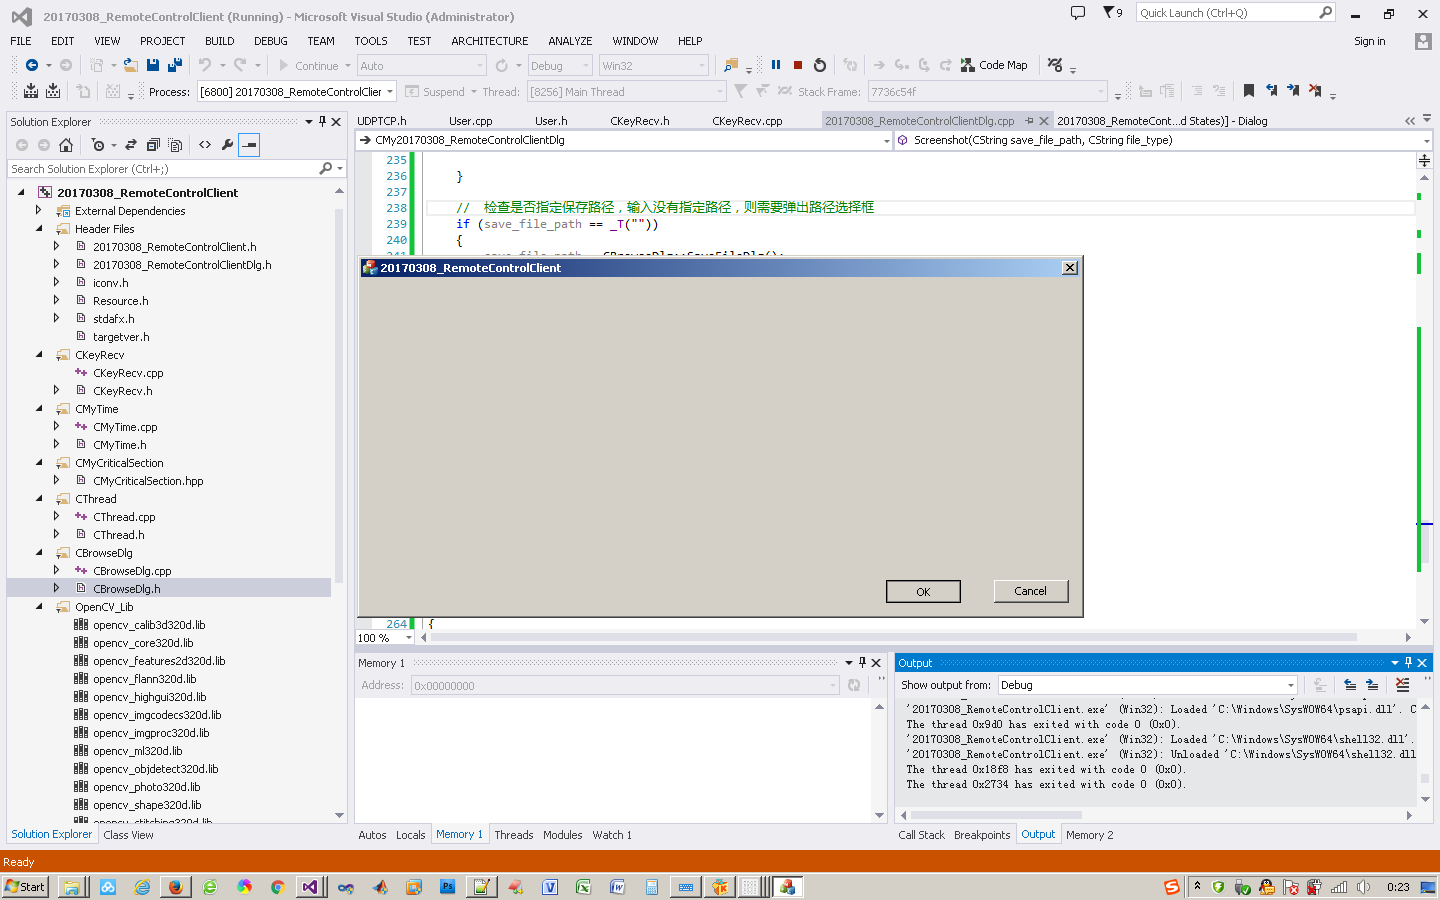 20170308_RemoteControlClient (Running) - Microsoft Visual Studio (Administrator)
9
Quick Launch (Ctrl+Q)
FILE EDIT VIEW PROJECT BUILD DEBUG TEAM TOOLS TEST ARCHITECTURE ANALYZE WINDOW HELP
Sign in
Continue Auto Debug Win32 Code Map
Process: [6800] 20170308_RemoteControlClier Suspend Thread: [8256] Main Thread Stack Frame: 7736c54f
Solution Explorer
Search Solution Explorer (Ctrl+;)
20170308_RemoteControlClient
External Dependencies
Header Files
20170308_RemoteControlClient.h
20170308_RemoteControlClientDlg.h
iconv.h
Resource.h
stdafx.h
targetver.h
CKeyRecv
CKeyRecv.cpp
CKeyRecv.h
CMyTime
CMyTime.cpp
CMyTime.h
CMyCriticalSection
CMyCriticalSection.hpp
CThread
CThread.cpp
CThread.h
CBrowseDlg
CBrowseDlg.cpp
CBrowseDlg.h
OpenCV_Lib
opencv_calib3d320d.lib
opencv_core320d.lib
opencv_features2d320d.lib
opencv_flann320d.lib
opencv_highgui320d.lib
opencv_imgcodecs320d.lib
opencv_imgproc320d.lib
opencv_ml320d.lib
opencv_objdetect320d.lib
opencv_photo320d.lib
opencv_shape320d.lib
opencv_stitching320d.lib
Solution Explorer Class View
UDPTCP.h User.cpp User.h CKeyRecv.h CKeyRecv.cpp 20170308_RemoteControlClientDlg.cpp 20170308_RemoteCont...d States)] - Dialog
CMy20170308_RemoteControlClientDlg
Screenshot(CString save_file_path, CString file_type)
235
236 }
237
238 // 检查是否指定保存路径，输入没有指定路径，则需要弹出路径选择框
239 if (save_file_path == _T(""))
240 {
241 save_file_path = CBrowseDlg::SaveFileDlg();
20170308_RemoteControlClient
OK Cancel
264 {
100 %
Memory 1
Address: 0x00000000
Autos Locals Memory 1 Threads Modules Watch 1
Output
Show output from: Debug
'20170308_RemoteControlClient.exe' (Win32): Loaded 'C:\Windows\SysWOW64\psapi.dll'. C
The thread 0x9d0 has exited with code 0 (0x0).
'20170308_RemoteControlClient.exe' (Win32): Loaded 'C:\Windows\SysWOW64\shell32.dll'.
'20170308_RemoteControlClient.exe' (Win32): Unloaded 'C:\Windows\SysWOW64\shell32.dll
The thread 0x18f8 has exited with code 0 (0x0).
The thread 0x2734 has exited with code 0 (0x0).
Call Stack Breakpoints Output Memory 2
Ready
Start
0:23